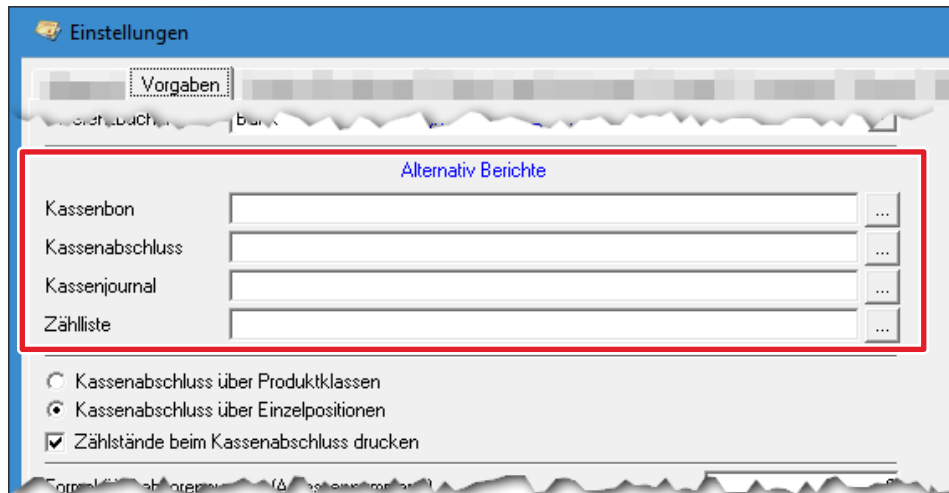 Einstellungen
Vorgaben
Alternativ Berichte
Kassenbon
...
Kassenabschluss
...
Kassenjournal
...
Zählliste
...
Kassenabschluss über Produktklassen
Kassenabschluss über Einzelpositionen
Zählstände beim Kassenabschluss drucken